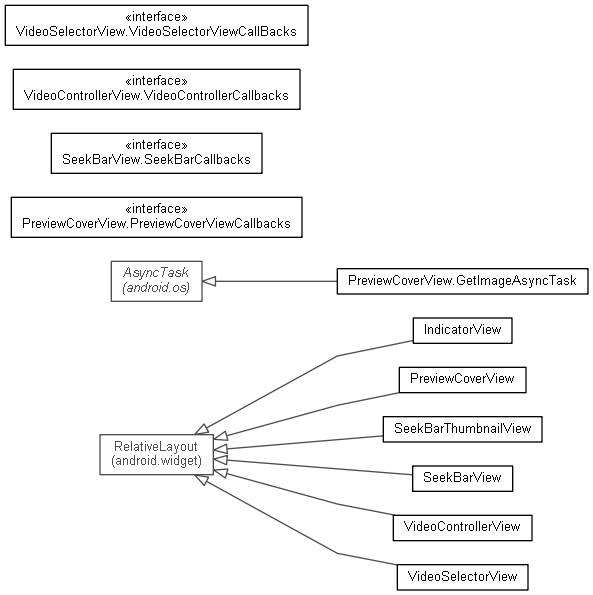 «interface»
VideoSelectorView.VideoSelectorViewCallBacks
«interface»
VideoControllerView.VideoControllerCallbacks
«interface»
SeekBarView.SeekBarCallbacks
«interface»
PreviewCoverView.PreviewCoverViewCallbacks
AsyncTask
(android.os)
PreviewCoverView.GetImageAsyncTask
IndicatorView
PreviewCoverView
SeekBarThumbnailView
RelativeLayout
(android.widget)
SeekBarView
VideoControllerView
VideoSelectorView